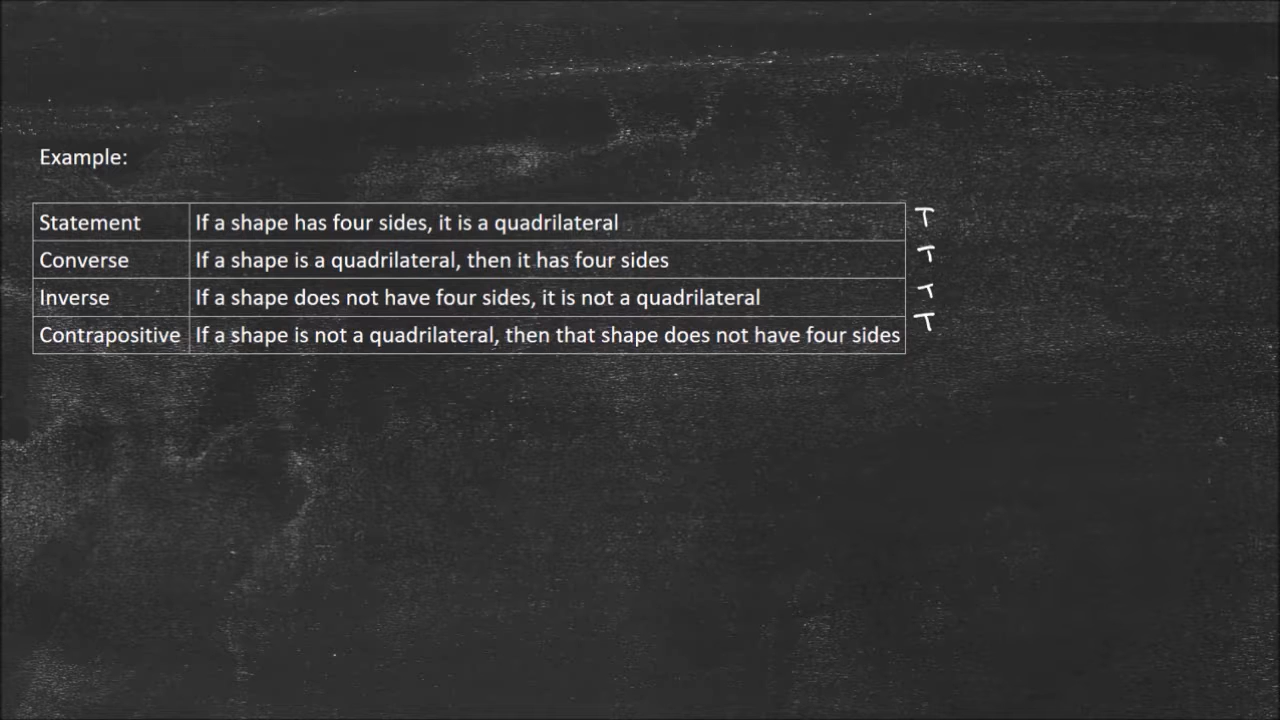 Example:
Statement If a shape has four sides, it is a quadrilateral T
Converse If a shape is a quadrilateral, then it has four sides T
Inverse If a shape does not have four sides, it is not a quadrilateral T
Contrapositive If a shape is not a quadrilateral, then that shape does not have four sides T